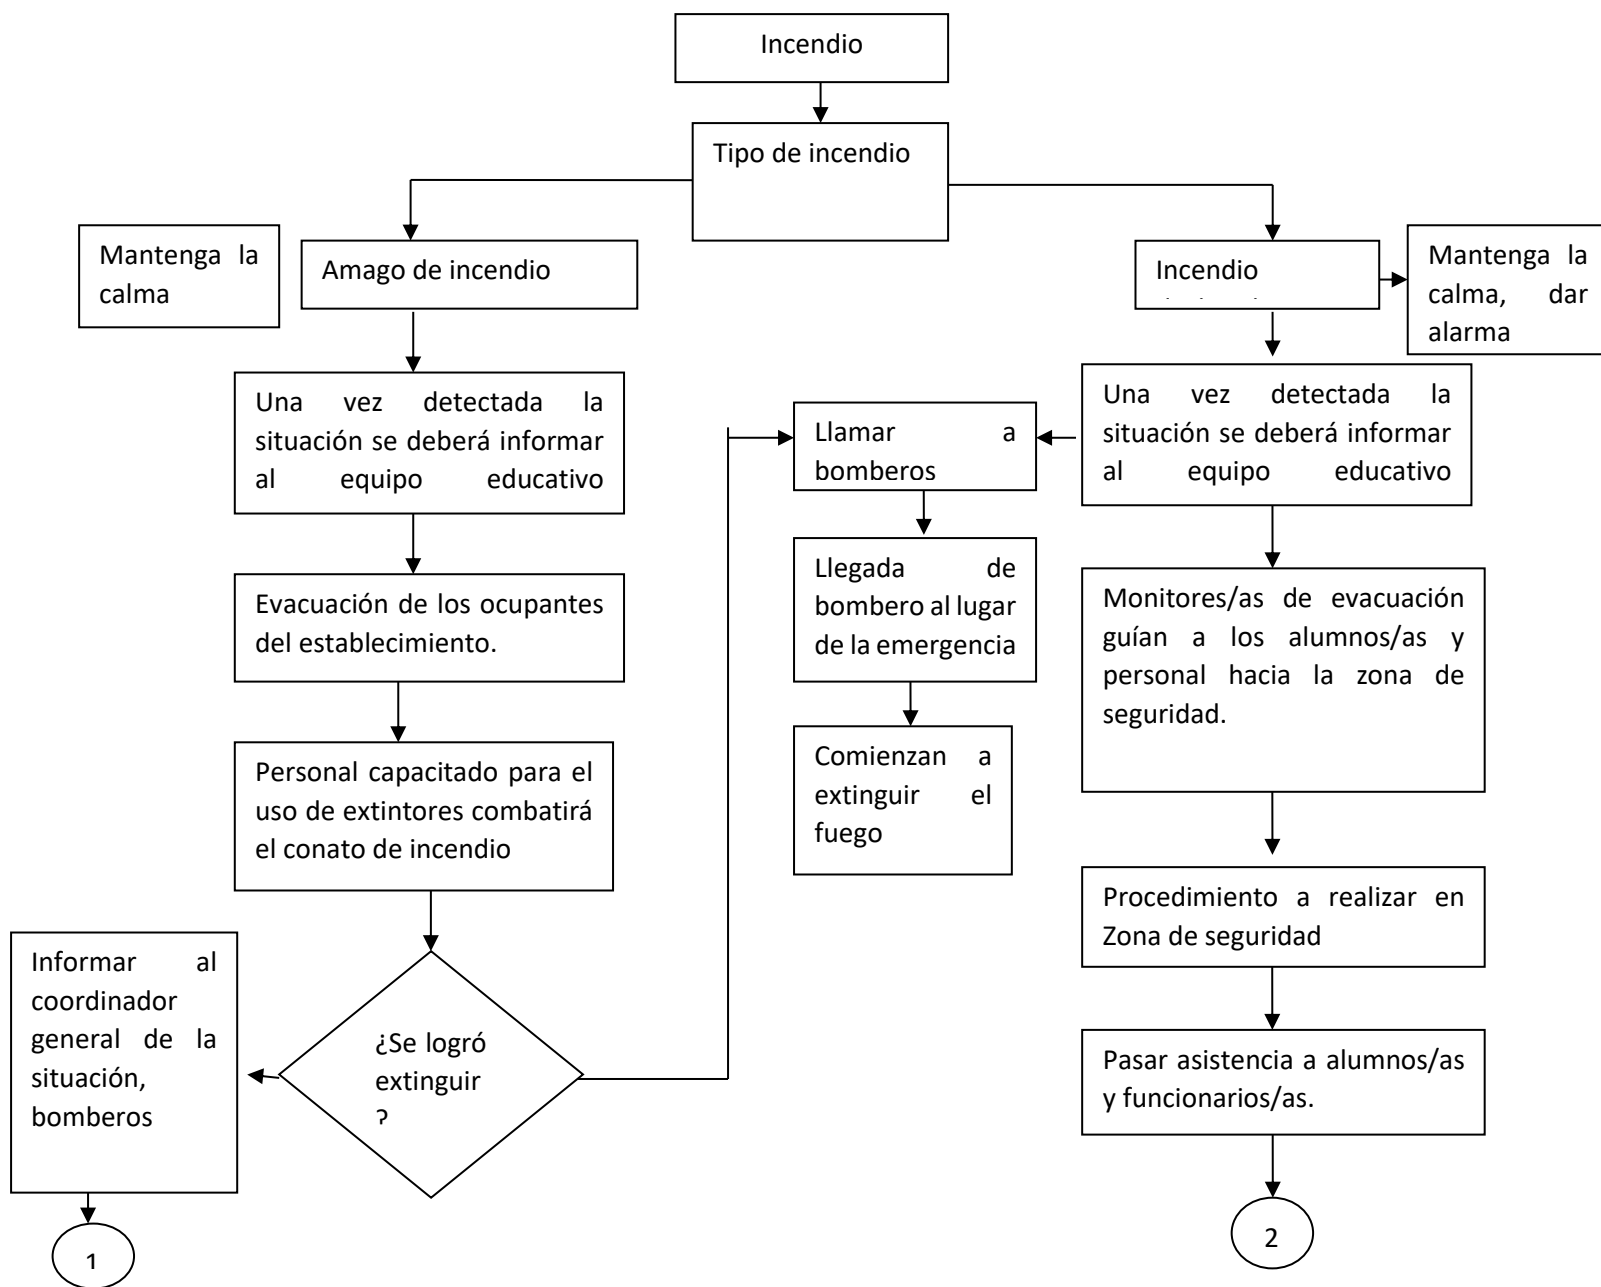 Incendio
Tipo de incendio
Mantenga la
calma
Amago de incendio
Incendio
Mantenga la
calma, dar
alarma
Una vez detectada la
situación se deberá informar
al equipo educativo
Llamar a
bomberos
Una vez detectada la
situación se deberá informar
al equipo educativo
Evacuación de los ocupantes
del establecimiento.
Llegada de
bombero al lugar
de la emergencia
Monitores/as de evacuación
guían a los alumnos/as y
personal hacia la zona de
seguridad.
Personal capacitado para el
uso de extintores combatirá
el conato de incendio
Comienzan a
extinguir el
fuego
Procedimiento a realizar en
Zona de seguridad
Informar al
coordinador
general de la
situación,
bomberos
¿Se logró
extinguir
?
Pasar asistencia a alumnos/as
y funcionarios/as.
1
2